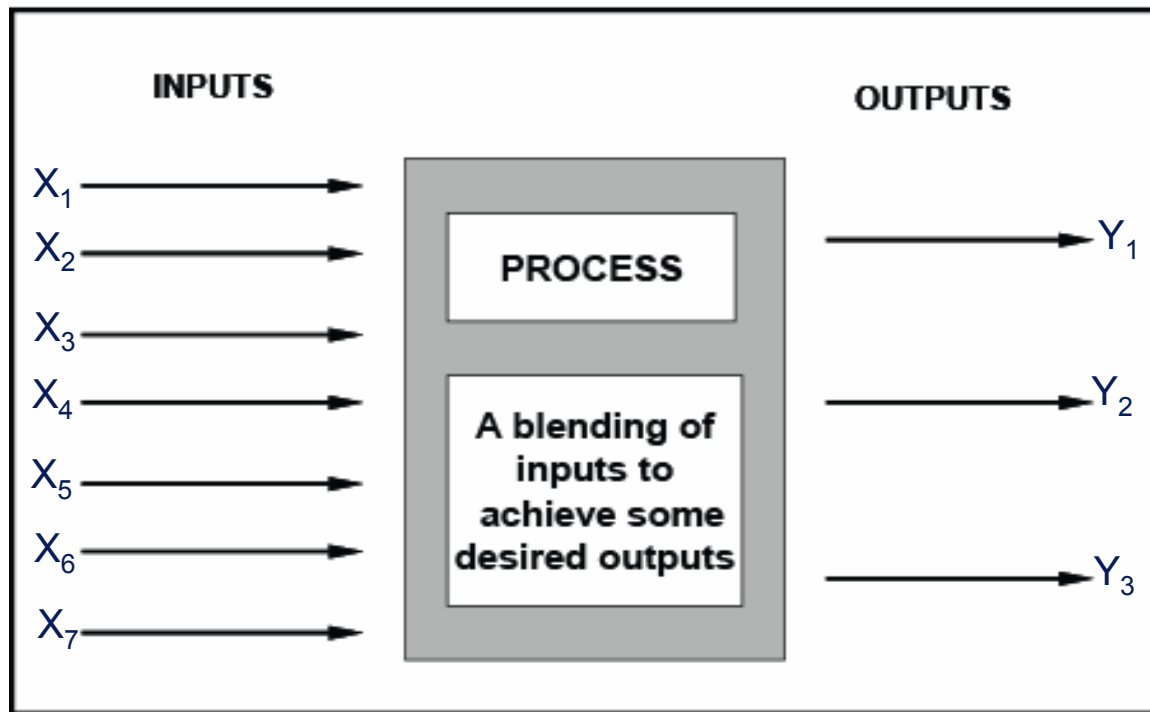 INPUTS
OUTPUTS
X₁
X₂
X₃
X₄
X₅
X₆
X₇
PROCESS
A blending of
inputs to
achieve some
desired outputs
Y₁
Y₂
Y₃